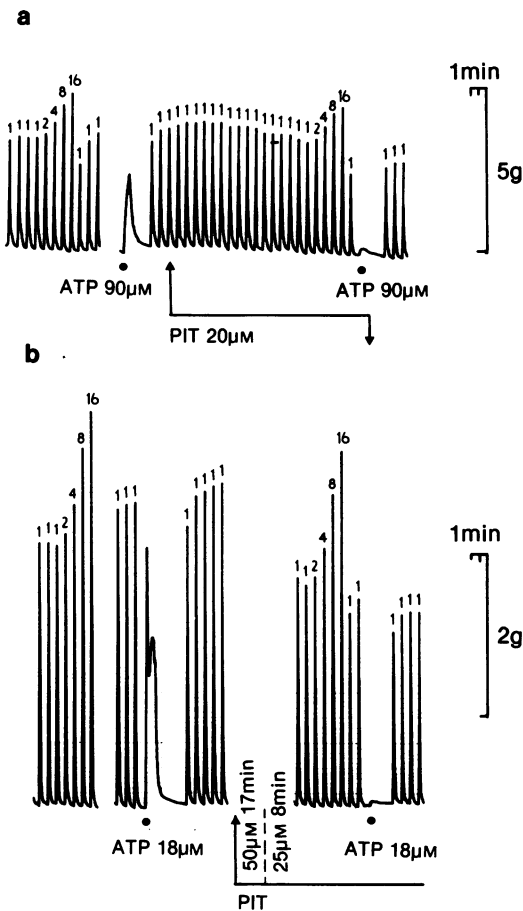 a
1 1 1 1 2 4 8 16 1 1 1
1 1 1 1 1 1 1 1 1 1 1 1 1 1 1 1 1 1 1 2 4 8 16 1
1 1 1
1min
5g
ATP 90µM
ATP 90µM
PIT 20µM
b
1 1 1 2 4 8 16
1 1 1
1 1 1 1 1
1 1 2 4 8 16 1 1
1 1 1 1
1min
2g
ATP 18µM
50µM 17min
25µM 8min
ATP 18µM
PIT